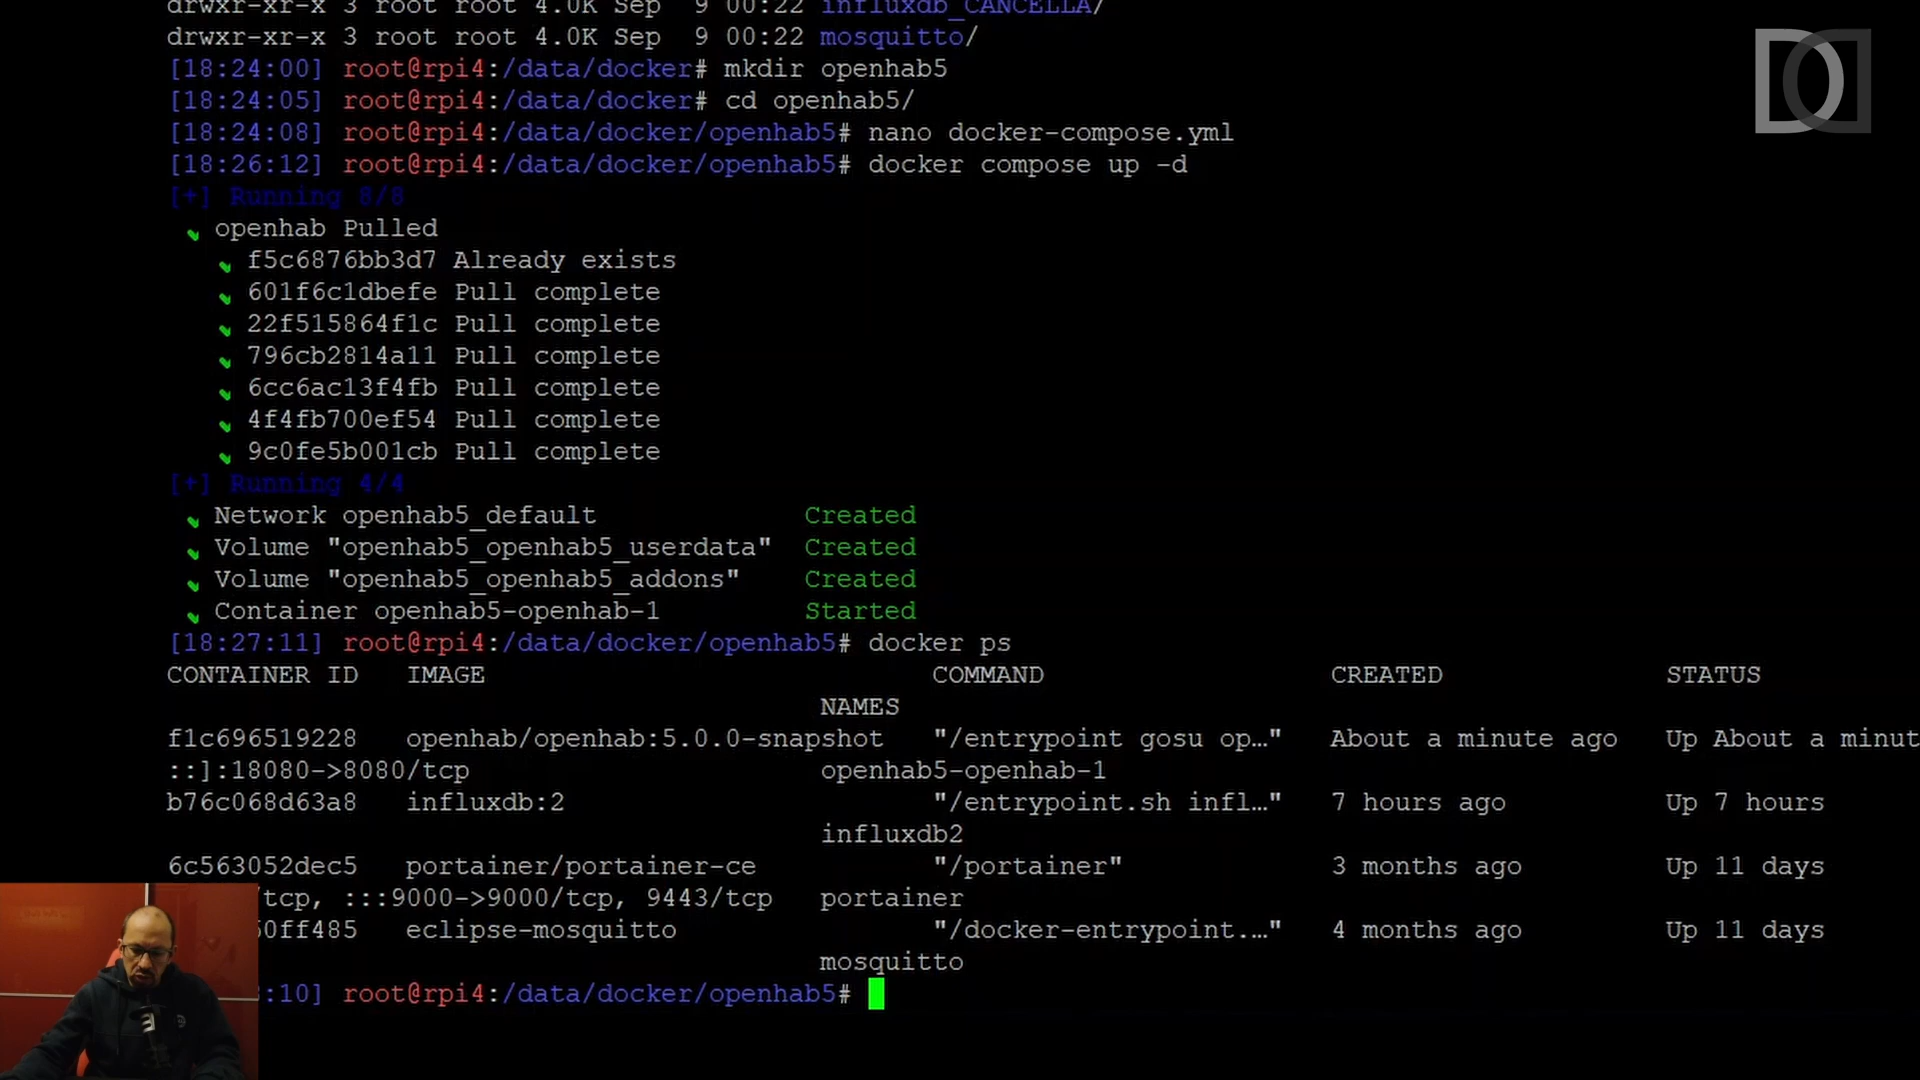 drwxr-xr-x 3 root root 4.0K Sep  9 00:22 influxdb_CANCELLA/
drwxr-xr-x 3 root root 4.0K Sep  9 00:22 mosquitto/
[18:24:00] root@rpi4:/data/docker# mkdir openhab5
[18:24:05] root@rpi4:/data/docker# cd openhab5/
[18:24:08] root@rpi4:/data/docker/openhab5# nano docker-compose.yml
[18:26:12] root@rpi4:/data/docker/openhab5# docker compose up -d
[+] Running 8/8
openhab Pulled
f5c6876bb3d7 Already exists
601f6c1dbefe Pull complete
22f515864f1c Pull complete
796cb2814a11 Pull complete
6cc6ac13f4fb Pull complete
4f4fb700ef54 Pull complete
9c0fe5b001cb Pull complete
[+] Running 4/4
Network openhab5_default Created
Volume "openhab5_openhab5_userdata" Created
Volume "openhab5_openhab5_addons" Created
Container openhab5-openhab-1 Started
[18:27:11] root@rpi4:/data/docker/openhab5# docker ps
CONTAINER ID IMAGE COMMAND CREATED STATUS
NAMES
f1c696519228 openhab/openhab:5.0.0-snapshot "/entrypoint gosu op…" About a minute ago Up About a minut
::]:18080->8080/tcp openhab5-openhab-1
b76c068d63a8 influxdb:2 "/entrypoint.sh infl…" 7 hours ago Up 7 hours
influxdb2
6c563052dec5 portainer/portainer-ce "/portainer" 3 months ago Up 11 days
/tcp, :::9000->9000/tcp, 9443/tcp portainer
0ff485 eclipse-mosquitto "/docker-entrypoint.…" 4 months ago Up 11 days
mosquitto
:10] root@rpi4:/data/docker/openhab5#